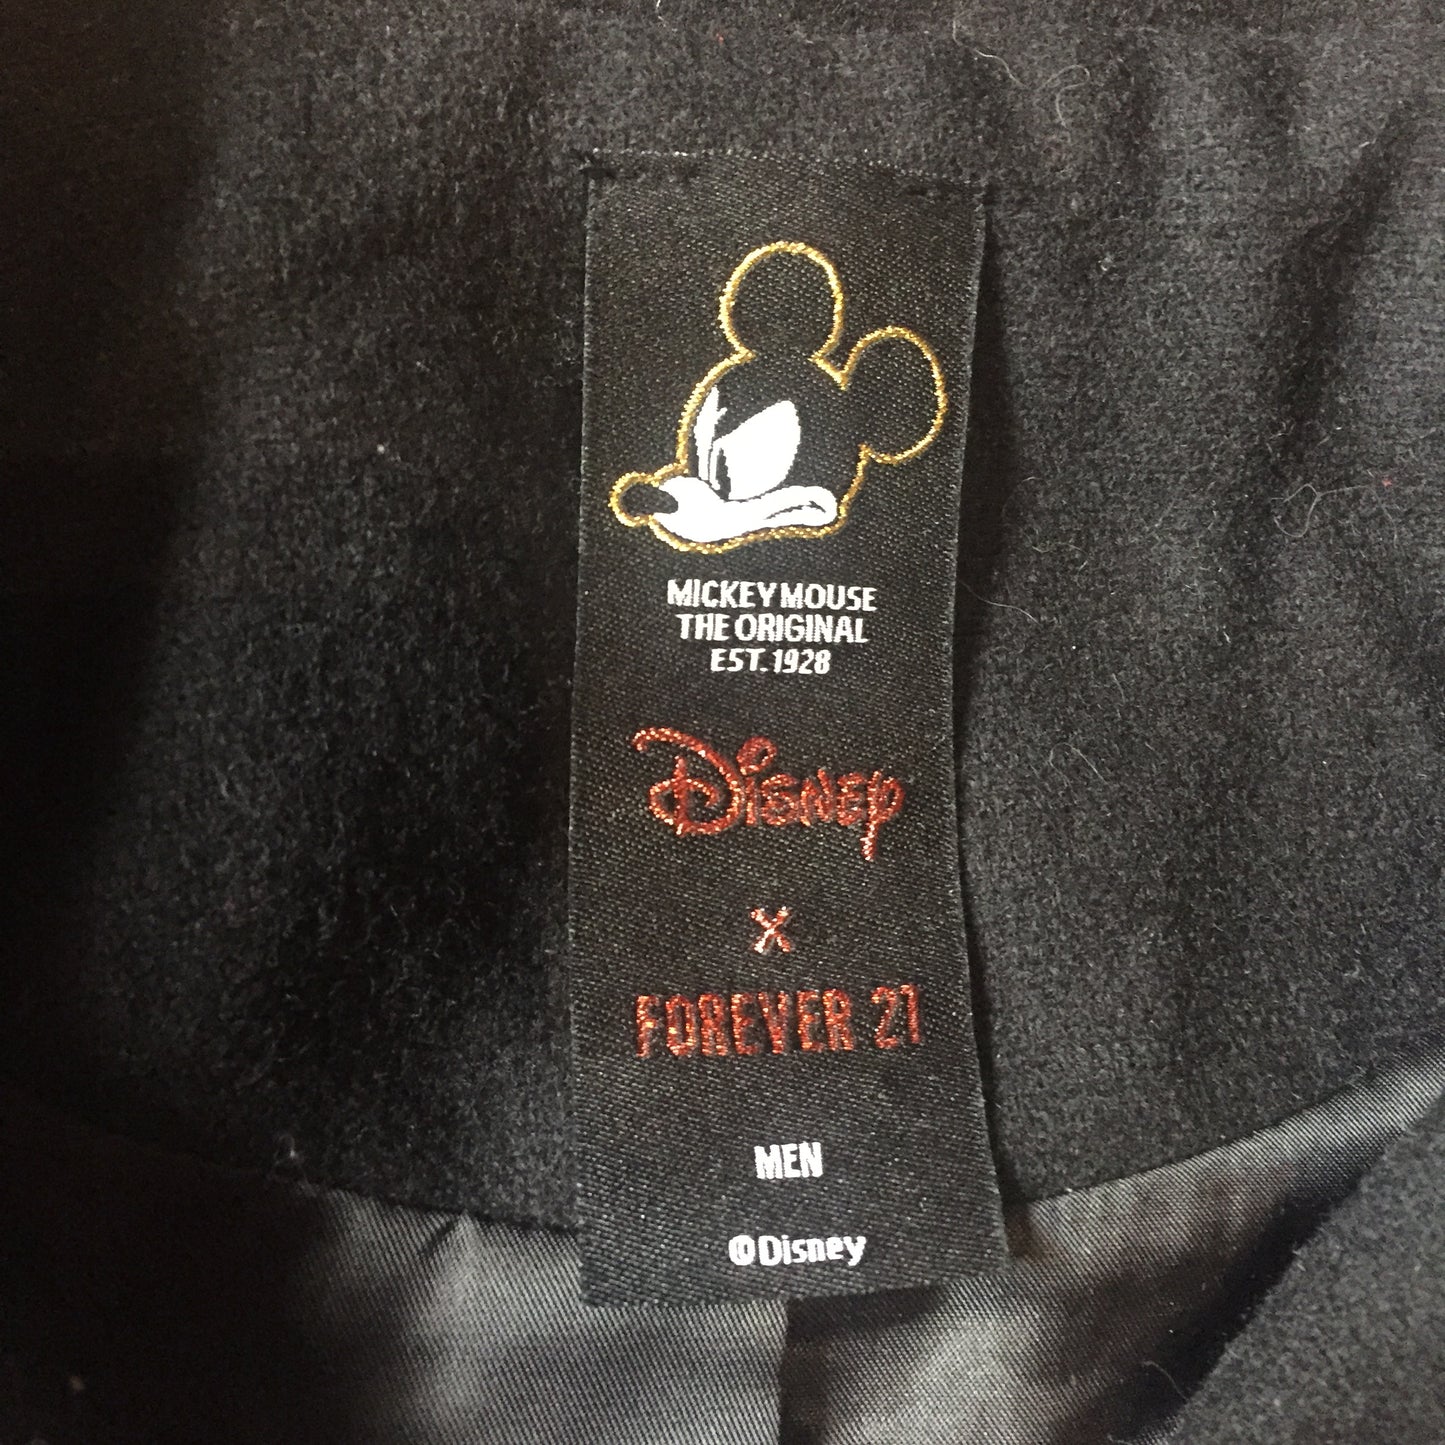 MICKEY MOUSE
THE ORIGINAL
EST. 1928
Disney
X
FOREVER 21
MEN
©Disney